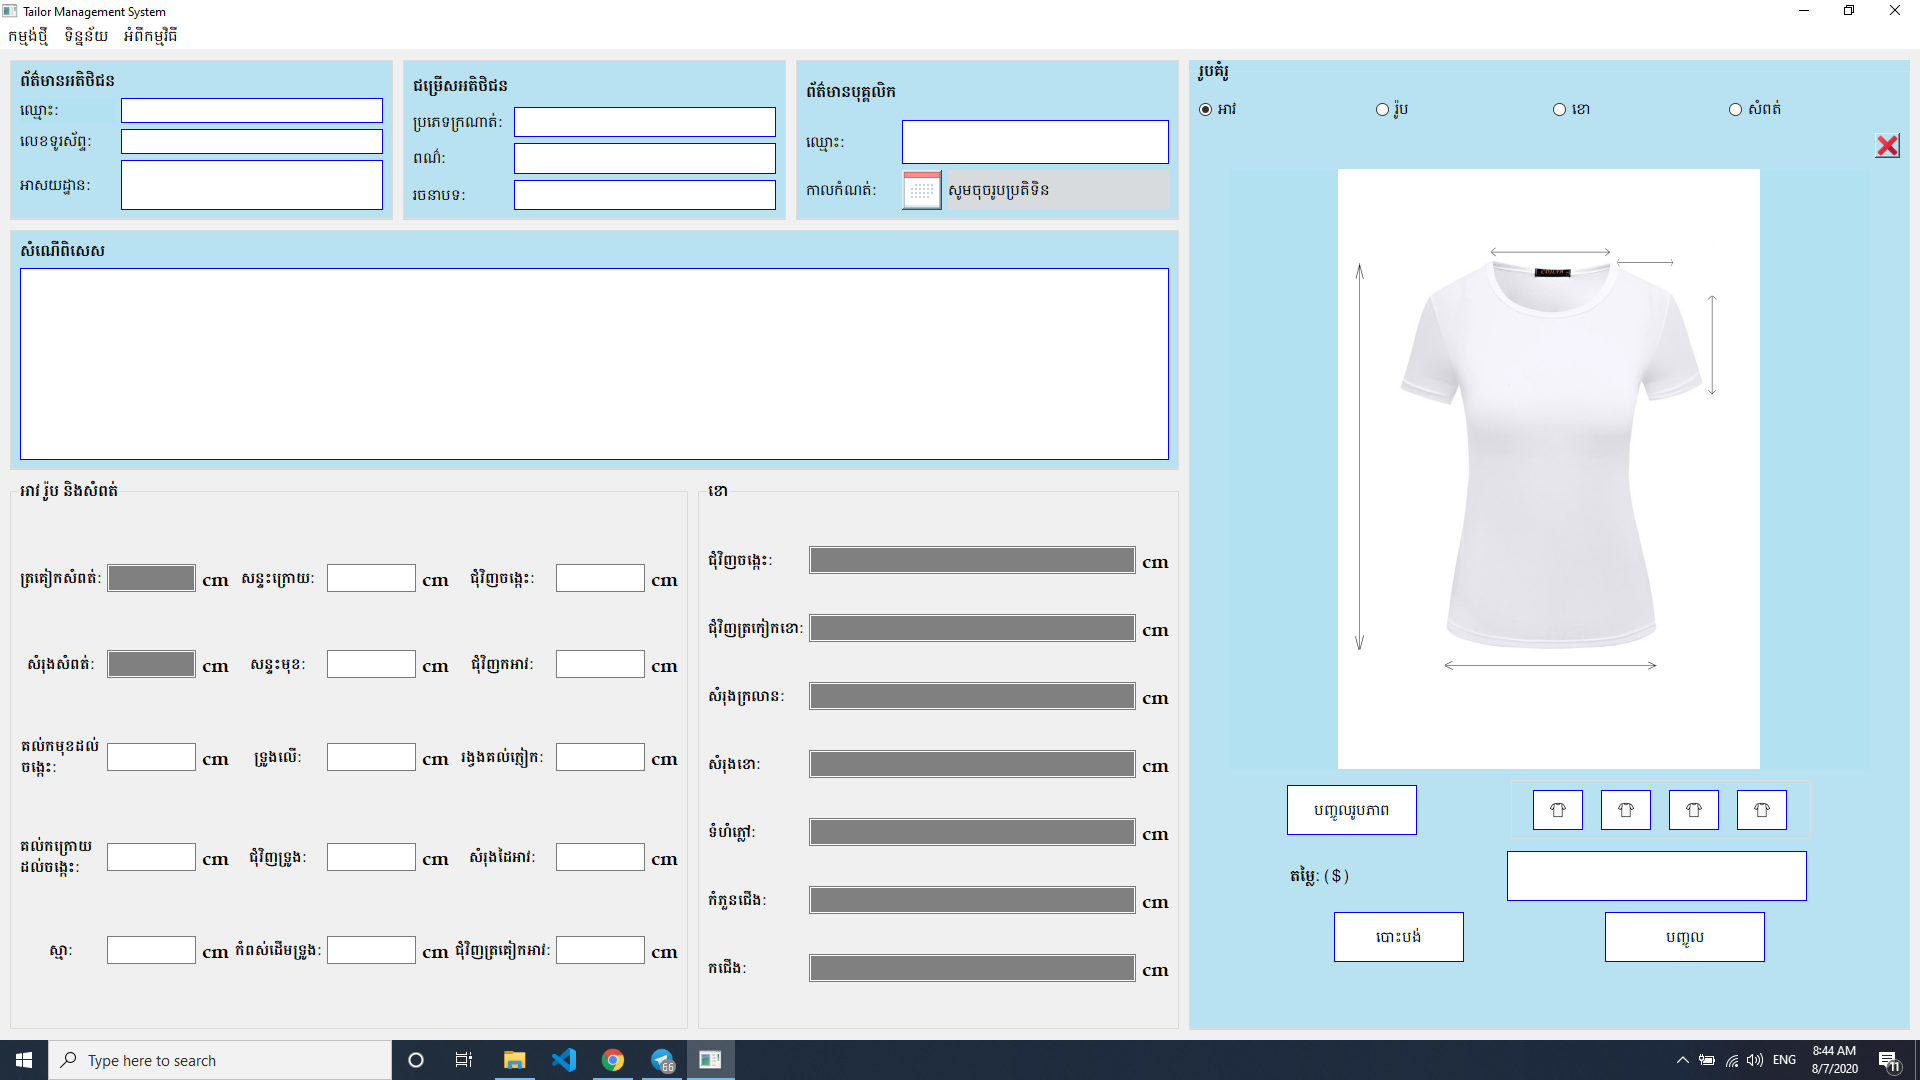 Tailor Management System
កម្មង់ថ្មី ទិន្នន័យ អំពីកម្មវិធី
ព័ត៌មានអតិថិជន
ឈ្មោះ:
លេខទូរស័ព្ទ:
អាសយដ្ឋាន:
ជម្រើសអតិថិជន
ប្រភេទក្រណាត់:
ពណ៌:
រចនាបទ:
ព័ត៌មានបុគ្គលិក
ឈ្មោះ:
កាលកំណត់: សូមចុចរូបប្រតិទិន
សំណើពិសេស
អាវ រ៉ូប និងសំពត់
ត្រគៀកសំពត់: cm សន្ទះក្រោយ: cm ជុំវិញចង្កេះ: cm
សំរុងសំពត់: cm សន្ទះមុខ: cm ជុំវិញកអាវ: cm
គល់កមុខដល់
ចង្កេះ: cm ទ្រូងលើ: cm រង្វងគល់ក្លៀក: cm
គល់កក្រោយ
ដល់ចង្កេះ: cm ជុំវិញទ្រូង: cm សំរុងដៃអាវ: cm
ស្មា: cm កំពស់ដើមទ្រូង: cm ជុំវិញត្រគៀកអាវ: cm
ខោ
ជុំវិញចង្កេះ: cm
ជុំវិញត្រកៀកខោ: cm
សំរុងក្រលាន: cm
សំរុងខោ: cm
ទំហំភ្លៅ: cm
កំភួនជើង: cm
កជើង: cm
រូបគំរូ
អាវ រ៉ូប ខោ សំពត់
បញ្ចូលរូបភាព
តម្លៃ: ($)
បោះបង់ បញ្ចូល
Type here to search
66
ENG
8:44 AM
8/7/2020
11